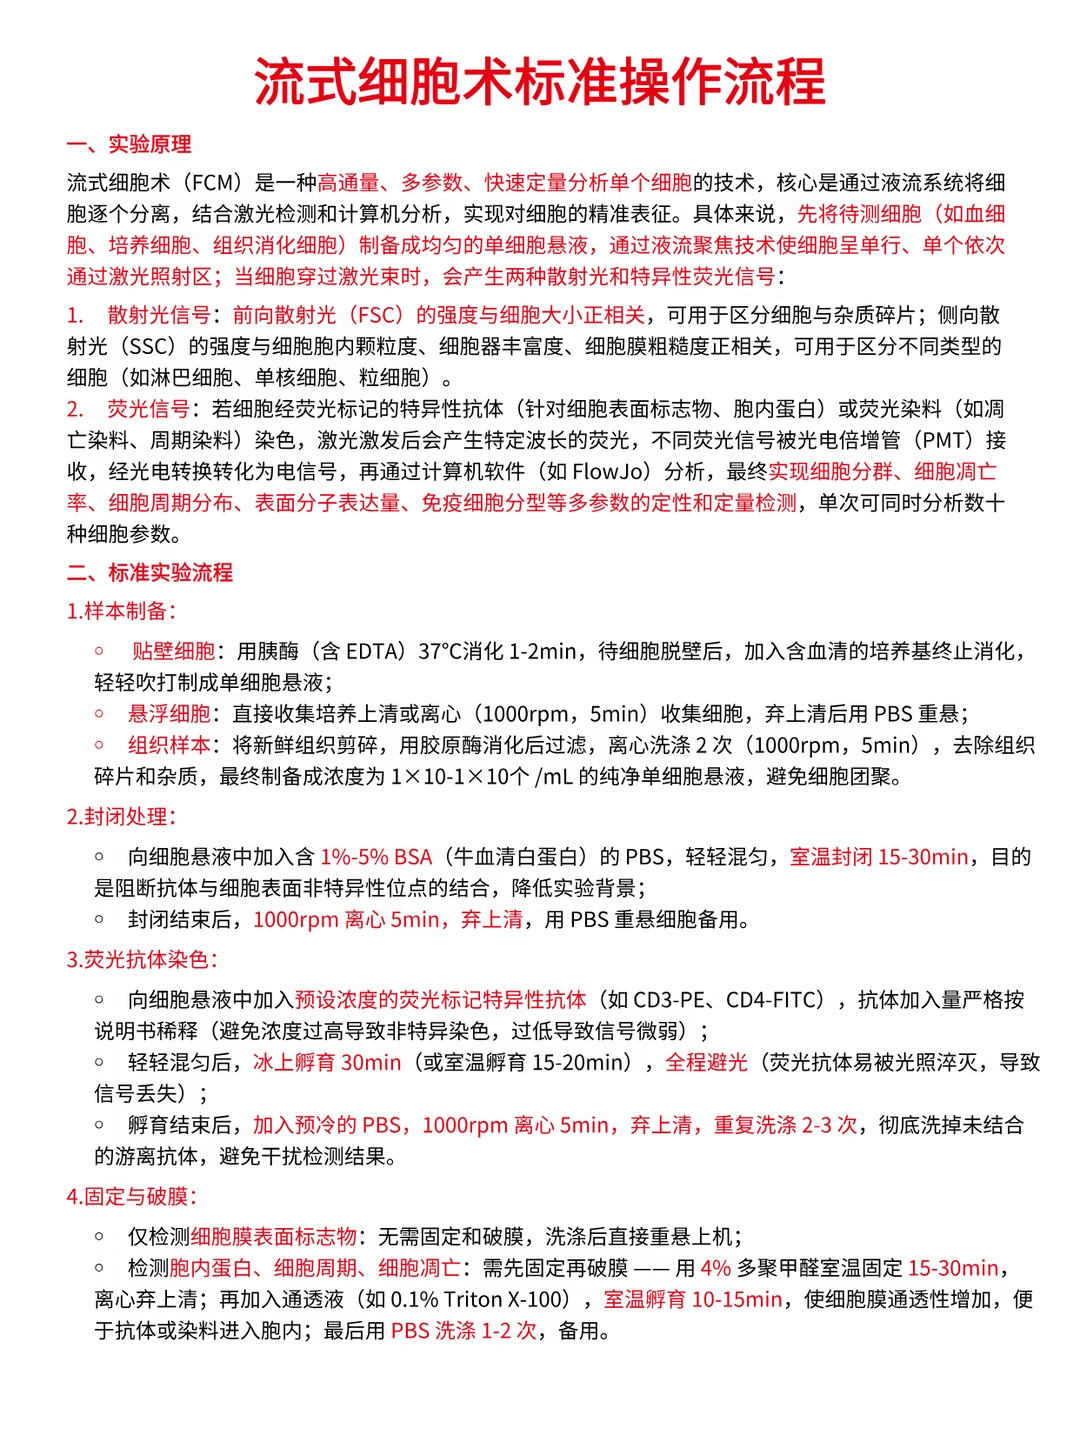 流式细胞术标准操作流程
一、实验原理
流式细胞术（FCM）是一种高通量、多参数、快速定量分析单个细胞的技术，核心是通过液流系统将细
胞逐个分离，结合激光检测和计算机分析，实现对细胞的精准表征。具体来说，先将待测细胞（如血细
胞、培养细胞、组织消化细胞）制备成均匀的单细胞悬液，通过液流聚焦技术使细胞呈单行、单个依次
通过激光照射区；当细胞穿过激光束时，会产生两种散射光和特异性荧光信号：
1. 散射光信号：前向散射光（FSC）的强度与细胞大小正相关，可用于区分细胞与杂质碎片；侧向散
射光（SSC）的强度与细胞胞内颗粒度、细胞器丰富度、细胞膜粗糙度正相关，可用于区分不同类型的
细胞（如淋巴细胞、单核细胞、粒细胞）。
2. 荧光信号：若细胞经荧光标记的特异性抗体（针对细胞表面标志物、胞内蛋白）或荧光染料（如凋
亡染料、周期染料）染色，激光激发后会产生特定波长的荧光，不同荧光信号被光电倍增管（PMT）接
收，经光电转换转化为电信号，再通过计算机软件（如 FlowJo）分析，最终实现细胞分群、细胞凋亡
率、细胞周期分布、表面分子表达量、免疫细胞分型等多参数的定性和定量检测，单次可同时分析数十
种细胞参数。
二、标准实验流程
1.样本制备：
○ 贴壁细胞：用胰酶（含 EDTA）37℃消化 1-2min，待细胞脱壁后，加入含血清的培养基终止消化，
轻轻吹打制成单细胞悬液；
○ 悬浮细胞：直接收集培养上清或离心（1000rpm，5min）收集细胞，弃上清后用 PBS 重悬；
○ 组织样本：将新鲜组织剪碎，用胶原酶消化后过滤，离心洗涤 2 次（1000rpm，5min），去除组织
碎片和杂质，最终制备成浓度为 1×10-1×10个 /mL 的纯净单细胞悬液，避免细胞团聚。
2.封闭处理：
○ 向细胞悬液中加入含 1%-5% BSA（牛血清白蛋白）的 PBS，轻轻混匀，室温封闭 15-30min，目的
是阻断抗体与细胞表面非特异性位点的结合，降低实验背景；
○ 封闭结束后，1000rpm 离心 5min，弃上清，用 PBS 重悬细胞备用。
3.荧光抗体染色：
○ 向细胞悬液中加入预设浓度的荧光标记特异性抗体（如 CD3-PE、CD4-FITC），抗体加入量严格按
说明书稀释（避免浓度过高导致非特异染色，过低导致信号微弱）；
○ 轻轻混匀后，冰上孵育 30min（或室温孵育 15-20min），全程避光（荧光抗体易被光照淬灭，导致
信号丢失）；
○ 孵育结束后，加入预冷的 PBS，1000rpm 离心 5min，弃上清，重复洗涤 2-3 次，彻底洗掉未结合
的游离抗体，避免干扰检测结果。
4.固定与破膜：
○ 仅检测细胞膜表面标志物：无需固定和破膜，洗涤后直接重悬上机；
○ 检测胞内蛋白、细胞周期、细胞凋亡：需先固定再破膜 —— 用 4% 多聚甲醛室温固定 15-30min，
离心弃上清；再加入通透液（如 0.1% Triton X-100），室温孵育 10-15min，使细胞膜通透性增加，便
于抗体或染料进入胞内；最后用 PBS 洗涤 1-2 次，备用。